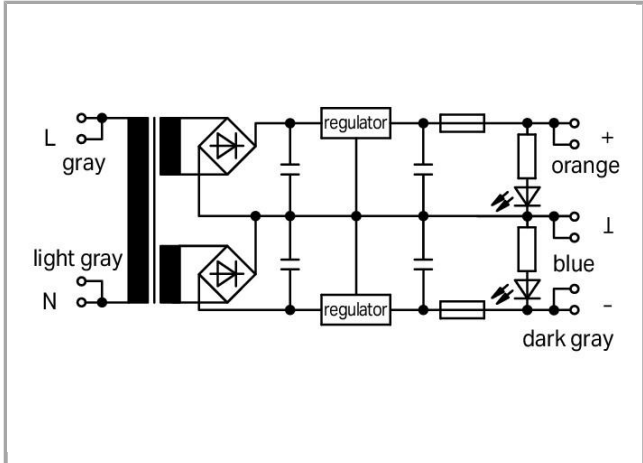 L
gray
light gray
N
regulator
regulator
+
orange
⊥
blue
-
dark gray